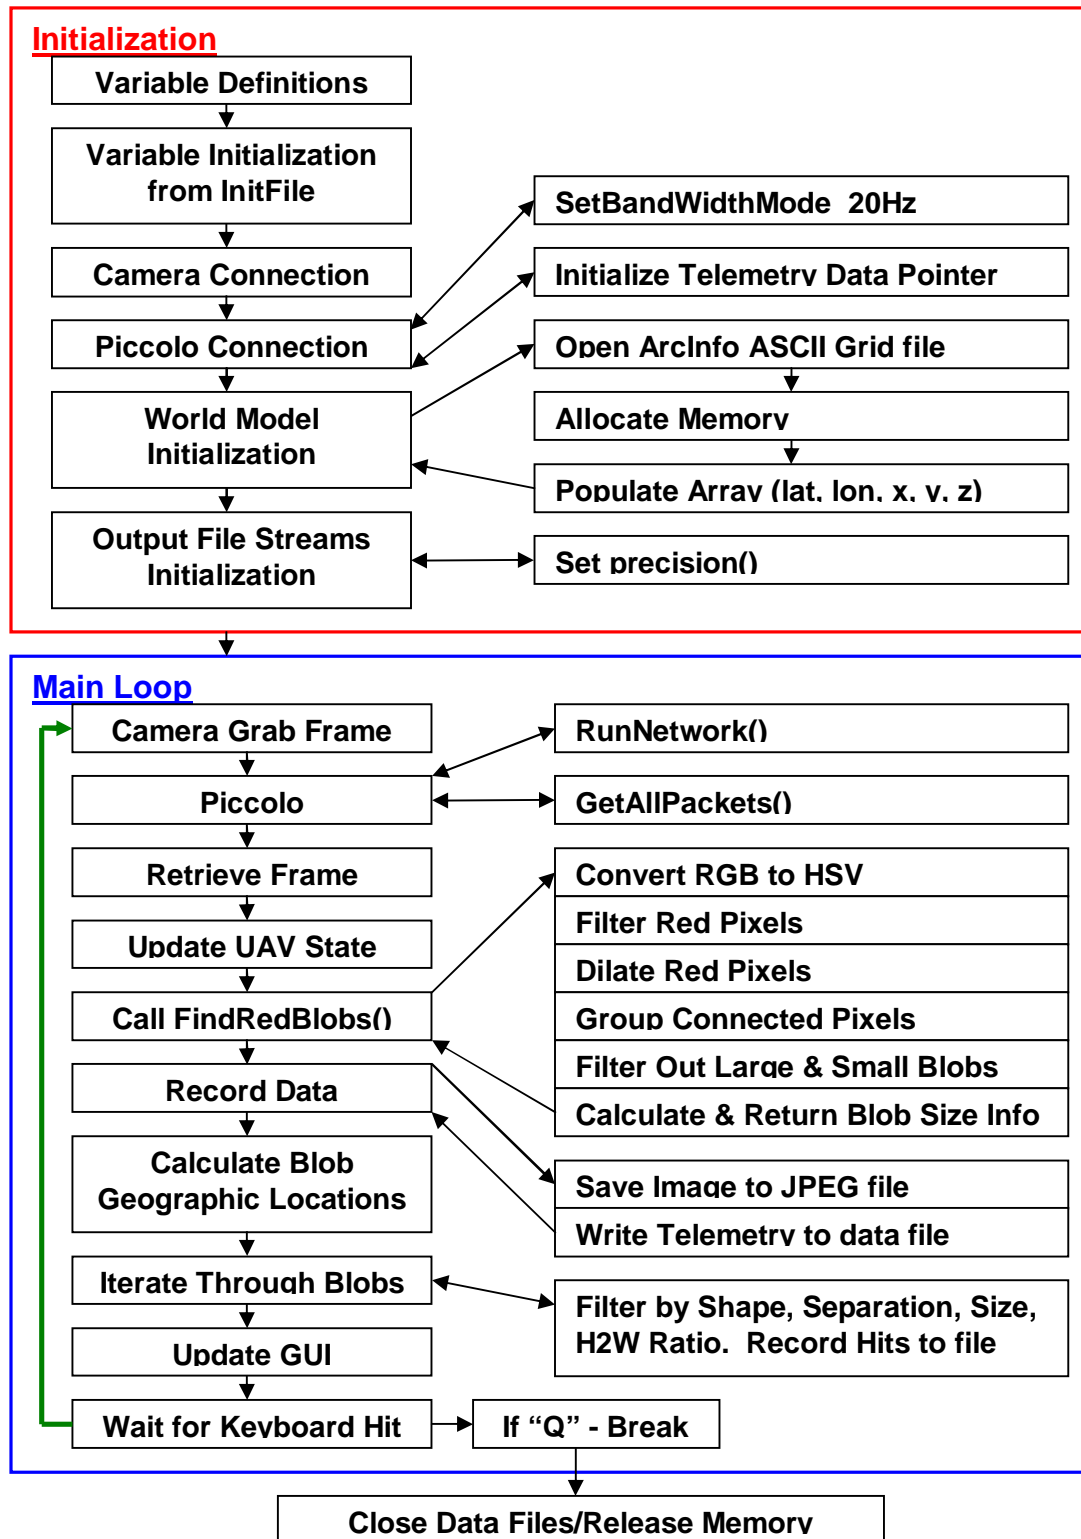 Initialization
Variable Definitions
Variable Initialization
from InitFile
SetBandWidthMode  20Hz
Camera Connection
Initialize Telemetry Data Pointer
Piccolo Connection
Open ArcInfo ASCII Grid file
World Model
Initialization
Allocate Memory
Populate Array (lat, lon, x, y, z)
Output File Streams
Initialization
Set precision()
Main Loop
Camera Grab Frame
RunNetwork()
Piccolo
GetAllPackets()
Retrieve Frame
Convert RGB to HSV
Filter Red Pixels
Update UAV State
Dilate Red Pixels
Call FindRedBlobs()
Group Connected Pixels
Filter Out Large & Small Blobs
Record Data
Calculate & Return Blob Size Info
Calculate Blob
Geographic Locations
Save Image to JPEG file
Write Telemetry to data file
Iterate Through Blobs
Filter by Shape, Separation, Size,
H2W Ratio.  Record Hits to file
Update GUI
Wait for Keyboard Hit
If “Q” - Break
Close Data Files/Release Memory